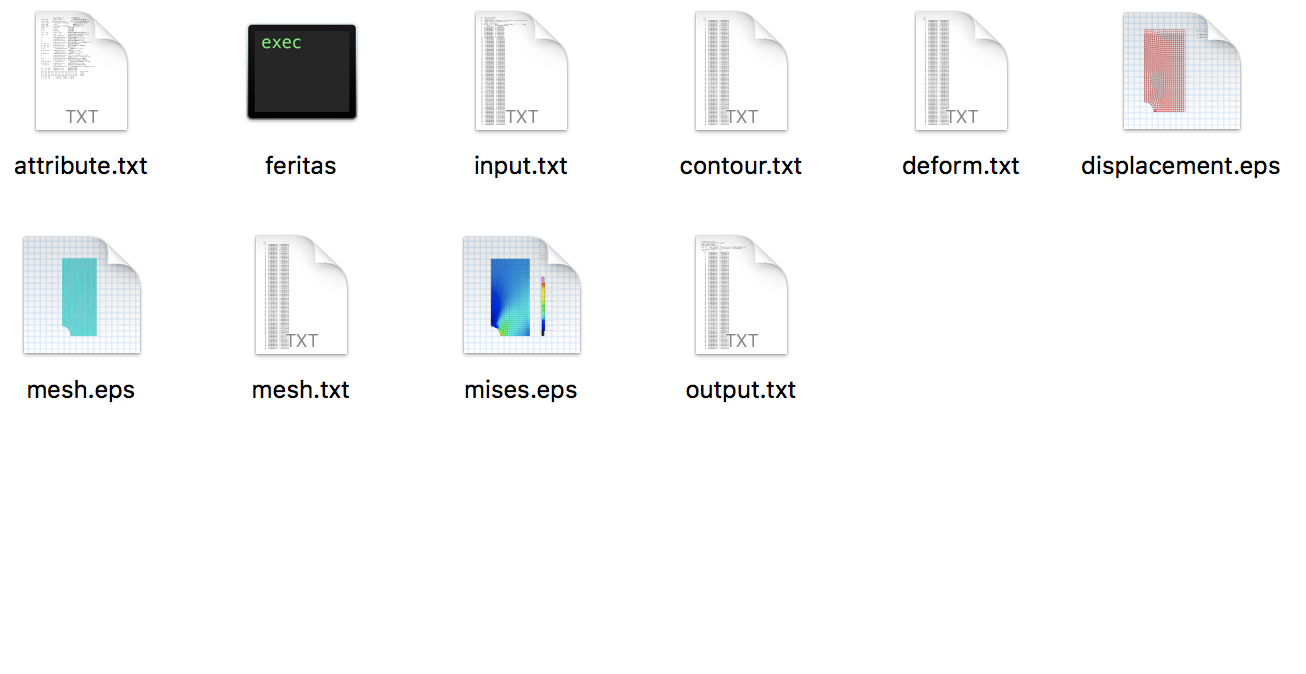 TXT
exec
TXT
TXT
TXT
attribute.txt
feritas
input.txt
contour.txt
deform.txt
displacement.eps
TXT
TXT
mesh.eps
mesh.txt
mises.eps
output.txt